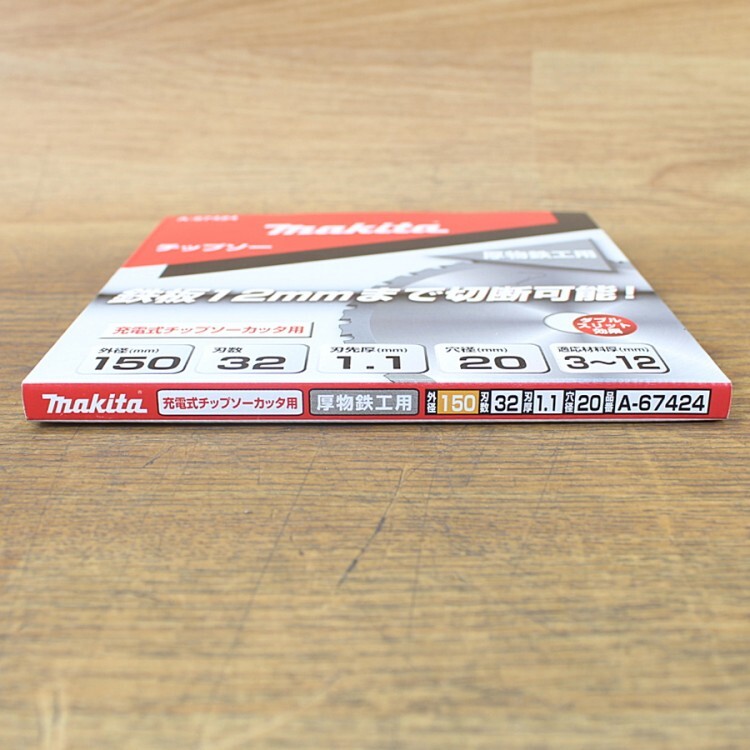 A-67424
makita
チップソー
厚物鉄工用
鉄板12mmまで切断可能!
充電式チップソーカッタ用
ダブル
スリット
効果
外径(mm) 刃数 刃先厚(mm) 穴径(mm) 適応材料厚(mm)
150 32 1.1 20 3〜12
makita 充電式チップソーカッタ用 厚物鉄工用 外径 150 刃数 32 刃厚 1.1 穴径 20 品番 A-67424